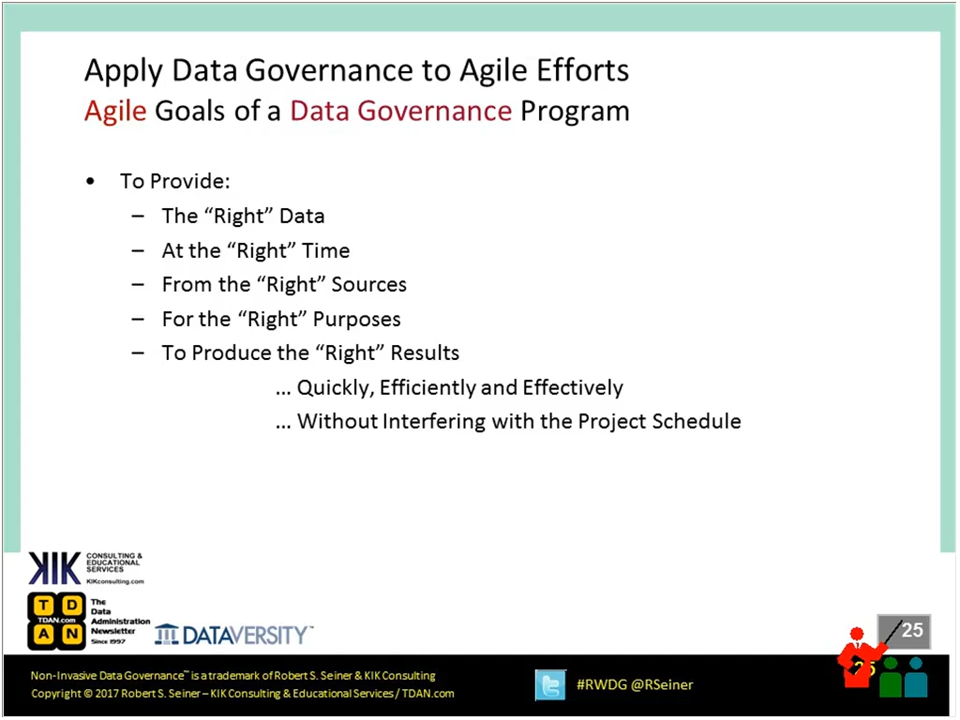 Apply Data Governance to Agile Efforts
Agile Goals of a Data Governance Program
• To Provide:
– The “Right” Data
– At the “Right” Time
– From the “Right” Sources
– For the “Right” Purposes
– To Produce the “Right” Results
... Quickly, Efficiently and Effectively
... Without Interfering with the Project Schedule
KIK
CONSULTING &
EDUCATIONAL
SERVICES
KIKconsulting.com
T D
TDAN.com
A N
The
Data
Administration
Newsletter
Since 1997
DATAVERSITY™
25
25
Non-Invasive Data Governance™ is a trademark of Robert S. Seiner & KIK Consulting
Copyright © 2017 Robert S. Seiner – KIK Consulting & Educational Services / TDAN.com
#RWDG @RSeiner